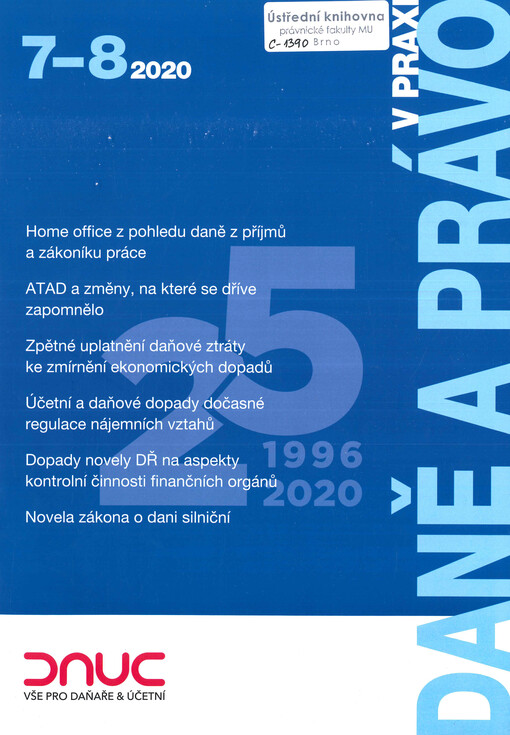 Ústřední knihovna
právnické fakulty MU
C-1390 Brno
7–8 2020
DANĚ A PRÁVO
V PRAXI
Home office z pohledu daně z příjmů
a zákoníku práce
ATAD a změny, na které se dříve
zapomnělo
Zpětné uplatnění daňové ztráty
ke zmírnění ekonomických dopadů
Účetní a daňové dopady dočasné
regulace nájemních vztahů
Dopady novely DŘ na aspekty
kontrolní činnosti finančních orgánů
Novela zákona o dani silniční
25
1996
2020
DAUC
VŠE PRO DAŇAŘE & ÚČETNÍ